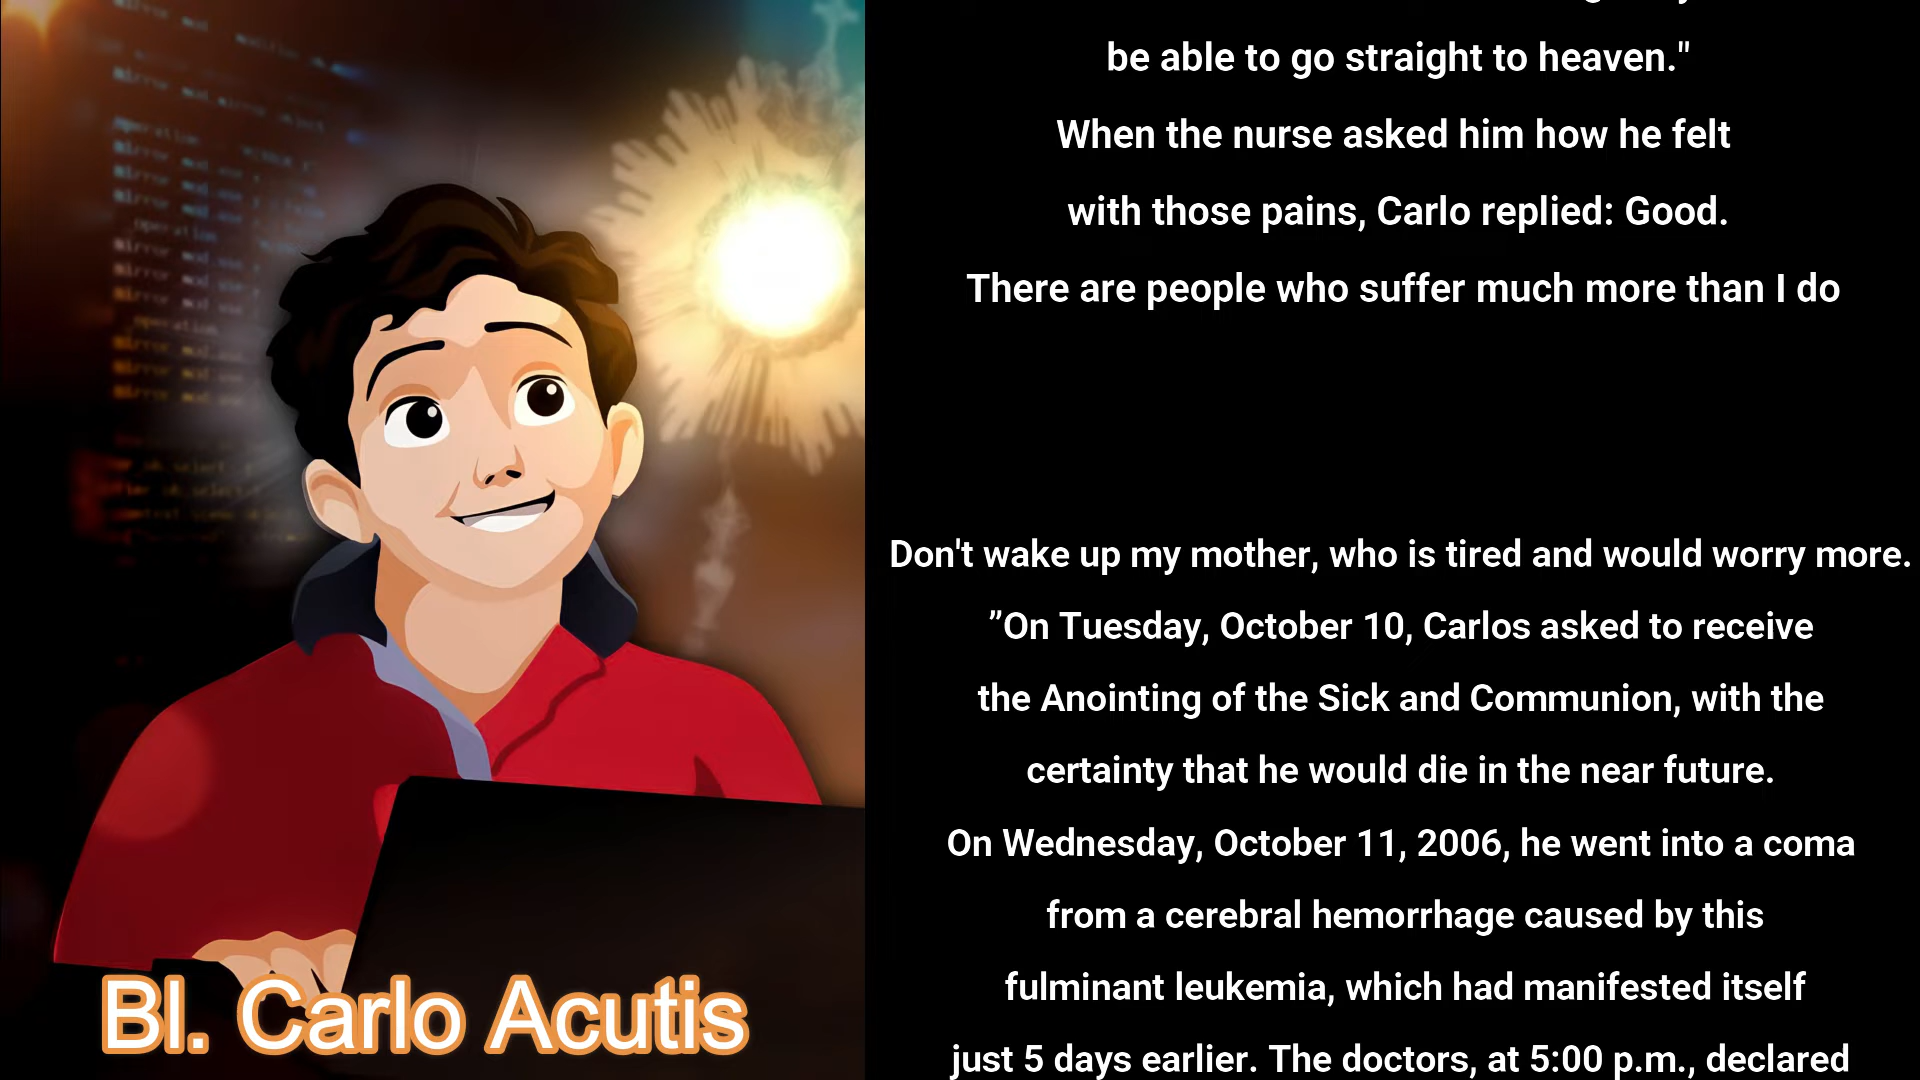 be able to go straight to heaven."
When the nurse asked him how he felt
with those pains, Carlo replied: Good.
There are people who suffer much more than I do
Don't wake up my mother, who is tired and would worry more.
”On Tuesday, October 10, Carlos asked to receive
the Anointing of the Sick and Communion, with the
certainty that he would die in the near future.
On Wednesday, October 11, 2006, he went into a coma
from a cerebral hemorrhage caused by this
fulminant leukemia, which had manifested itself
just 5 days earlier. The doctors, at 5:00 p.m., declared
Bl. Carlo Acutis